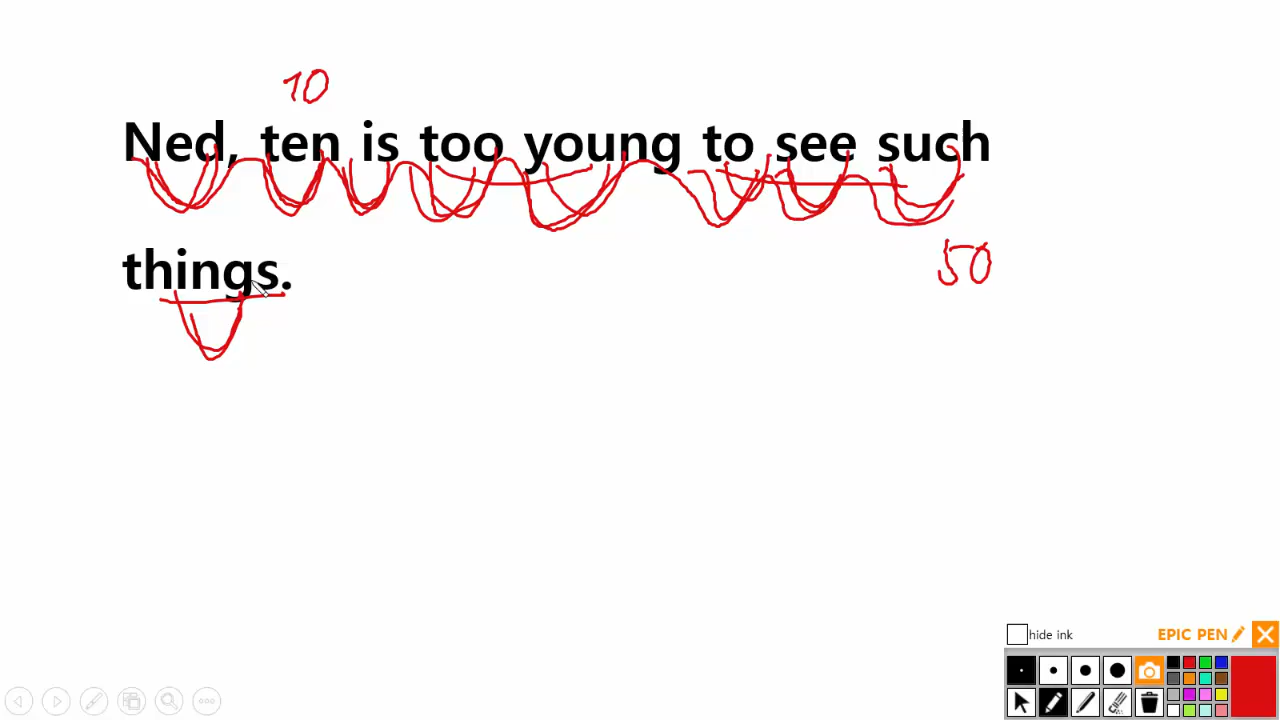 10
Ned, ten is too young to see such
50
things.
hide ink
EPIC PEN